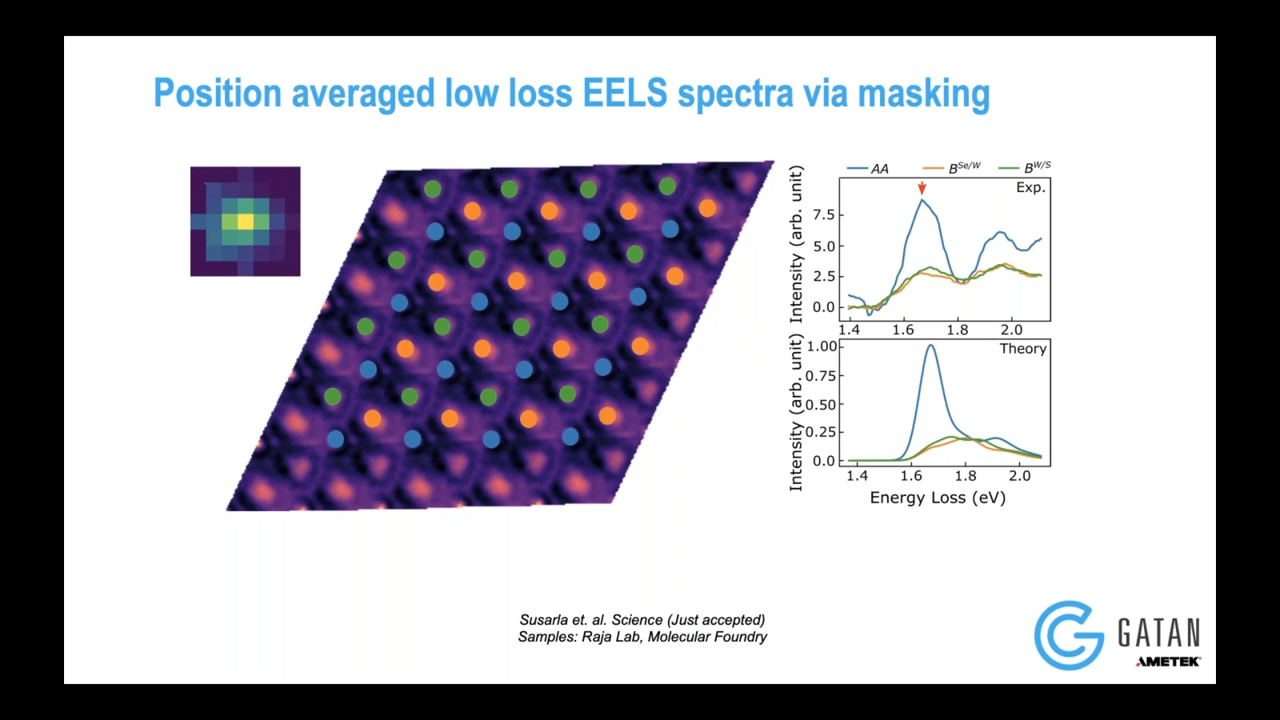 Position averaged low loss EELS spectra via masking
AA B^Se/W B^W/S
Exp.
Intensity (arb. unit)
7.5
5.0
2.5
0.0
1.4 1.6 1.8 2.0
Theory
Intensity (arb. unit)
1.00
0.75
0.50
0.25
0.0
1.4 1.6 1.8 2.0
Energy Loss (eV)
Susarla et. al. Science (Just accepted)
Samples: Raja Lab, Molecular Foundry
GATAN
AMETEK®